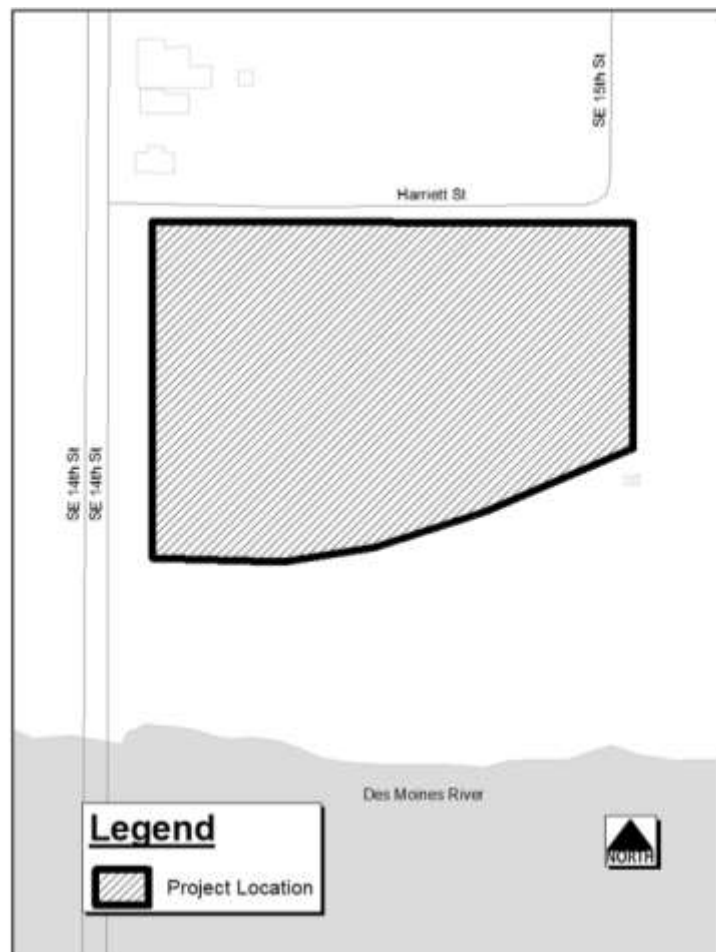 SE 15th St
Harriett St
SE 14th St
SE 14th St
Des Moines River
Legend
Project Location
NORTH